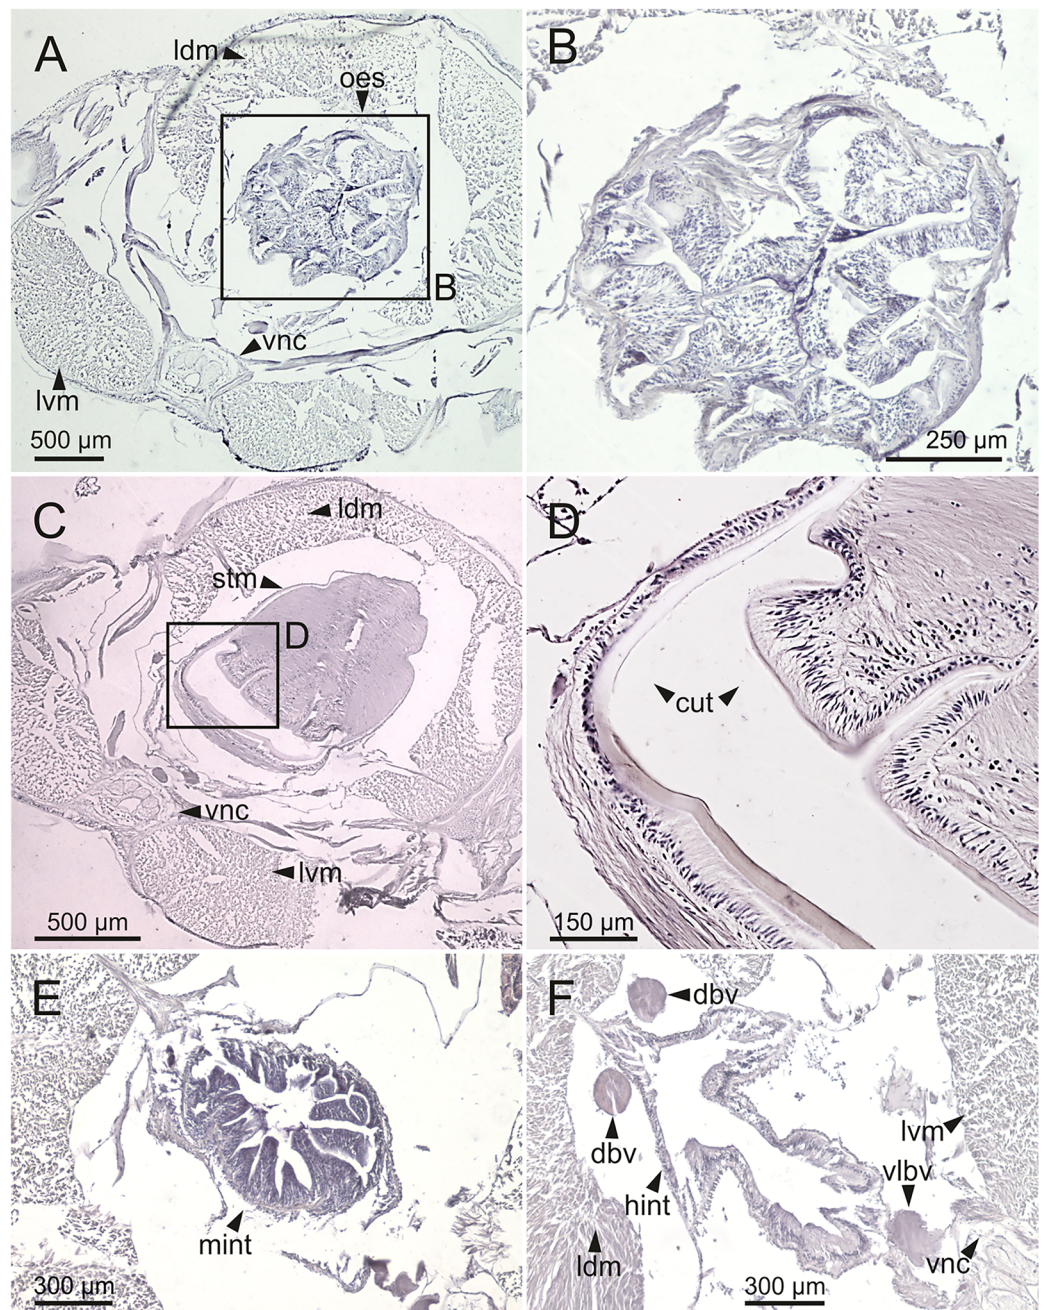 A
ldm
oes
B
vnc
lvm
500 µm
B
250 µm
C
ldm
stm
D
vnc
lvm
500 µm
D
cut
150 µm
E
mint
300 µm
F
dbv
dbv
lvm
vlbv
hint
ldm
vnc
300 µm